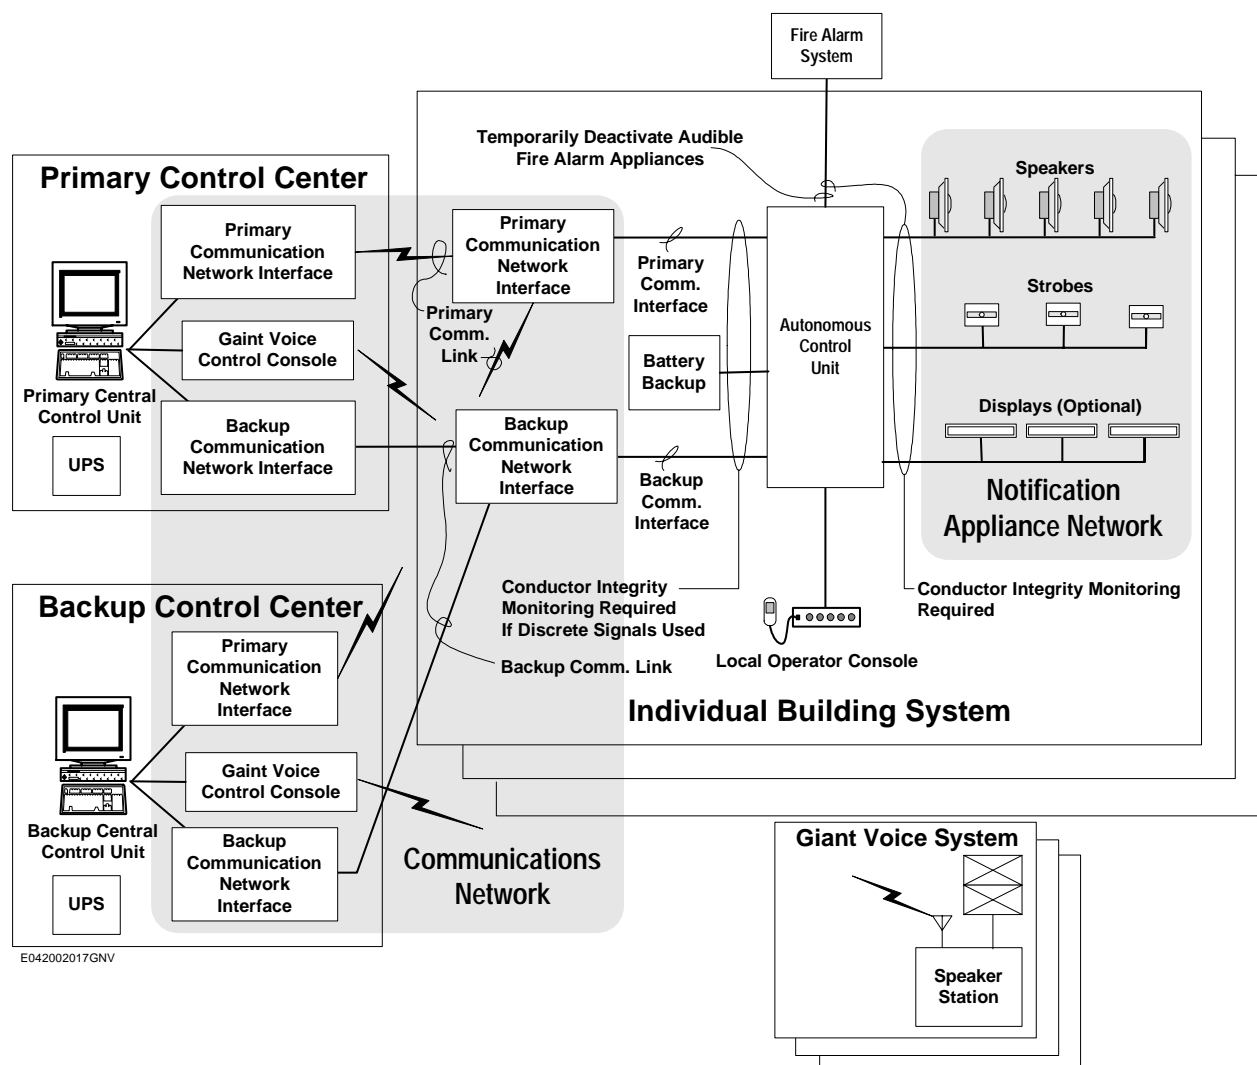 Fire Alarm
System
Temporarily Deactivate Audible
Fire Alarm Appliances
Primary Control Center
Primary
Communication
Network Interface
Gaint Voice
Control Console
Backup
Communication
Network Interface
Primary Central
Control Unit
UPS
Primary
Communication
Network
Interface
Primary
Comm.
Link
Backup
Communication
Network
Interface
Primary
Comm.
Interface
Battery
Backup
Backup
Comm.
Interface
Autonomous
Control
Unit
Speakers
Strobes
Displays (Optional)
Notification
Appliance Network
Conductor Integrity
Monitoring Required
If Discrete Signals Used
Backup Comm. Link
Conductor Integrity Monitoring
Required
Local Operator Console
Individual Building System
Backup Control Center
Primary
Communication
Network
Interface
Gaint Voice
Control Console
Backup
Communication
Network
Interface
Backup Central
Control Unit
UPS
Communications
Network
E042002017GNV
Giant Voice System
Speaker
Station